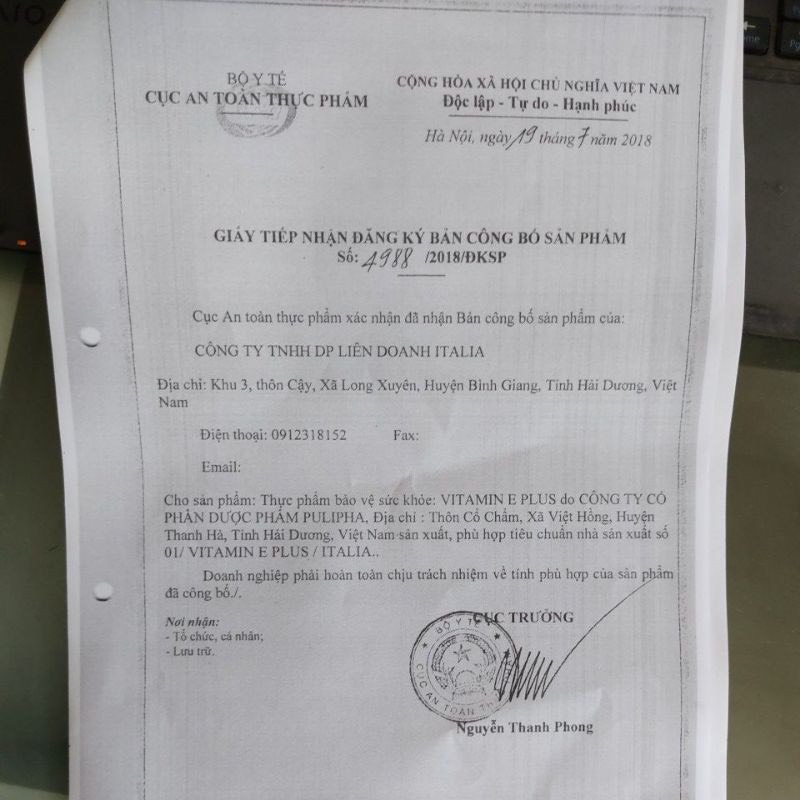 BỘ Y TẾ
CỤC AN TOÀN THỰC PHẨM
CỘNG HÒA XÃ HỘI CHỦ NGHĨA VIỆT NAM
Độc lập - Tự do - Hạnh phúc
Hà Nội, ngày 19 tháng 7 năm 2018
GIẤY TIẾP NHẬN ĐĂNG KÝ BẢN CÔNG BỐ SẢN PHẨM
Số: 4988 /2018/ĐKSP
Cục An toàn thực phẩm xác nhận đã nhận Bản công bố sản phẩm của:
CÔNG TY TNHH DP LIÊN DOANH ITALIA
Địa chỉ: Khu 3, thôn Cậy, Xã Long Xuyên, Huyện Bình Giang, Tỉnh Hải Dương, Việt
Nam
Điện thoại: 0912318152 Fax:
Email:
Cho sản phẩm: Thực phẩm bảo vệ sức khỏe: VITAMIN E PLUS do CÔNG TY CỔ
PHẦN DƯỢC PHẨM PULIPHA, Địa chỉ : Thôn Cổ Chẩm, Xã Việt Hồng, Huyện
Thanh Hà, Tỉnh Hải Dương, Việt Nam sản xuất, phù hợp tiêu chuẩn nhà sản xuất số
01/ VITAMIN E PLUS / ITALIA..
Doanh nghiệp phải hoàn toàn chịu trách nhiệm về tính phù hợp của sản phẩm
đã công bố./.
Nơi nhận:
- Tổ chức, cá nhân;
- Lưu trữ.
CỤC TRƯỞNG
BỘ Y TẾ
CỤC AN TOÀN
Nguyễn Thanh Phong